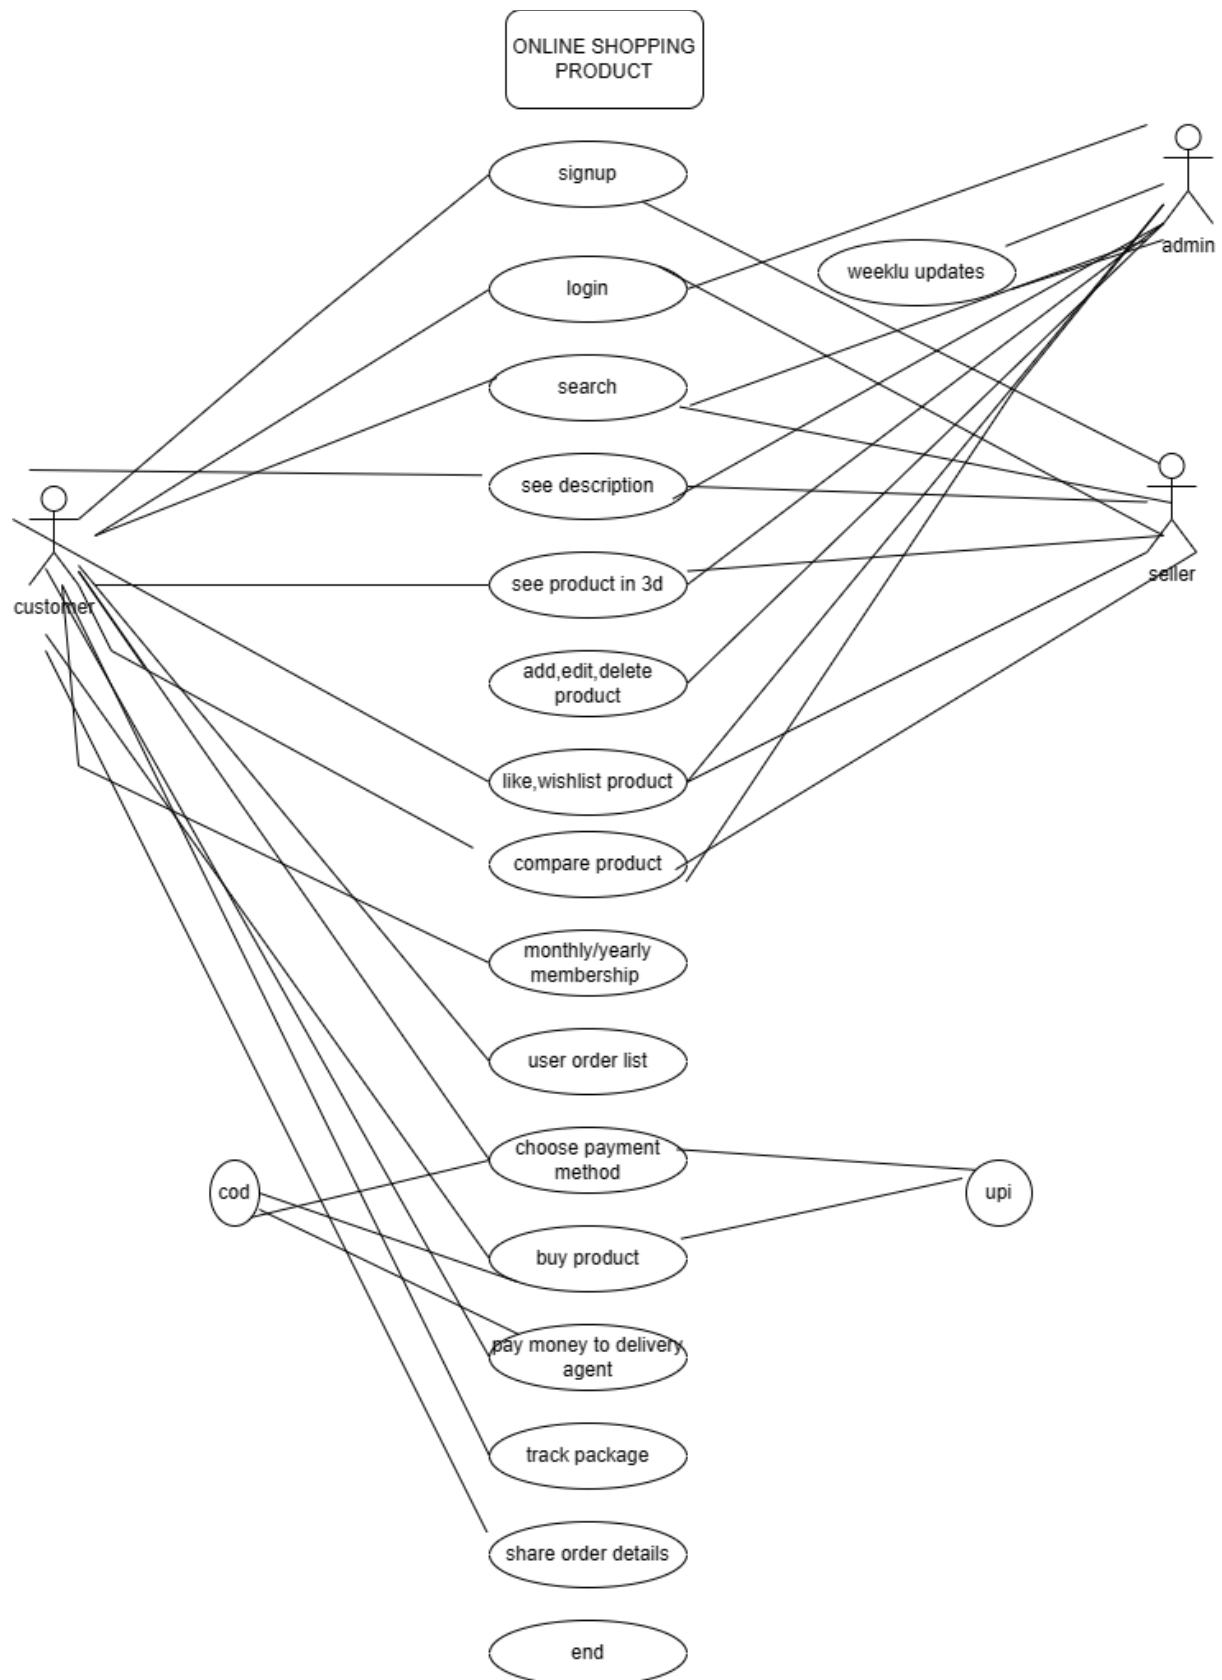 ONLINE SHOPPING
PRODUCT
signup
admin
weeklu updates
login
search
see description
seller
see product in 3d
customer
add,edit,delete
product
like,wishlist product
compare product
monthly/yearly
membership
user order list
choose payment
method
cod
upi
buy product
pay money to delivery
agent
track package
share order details
end